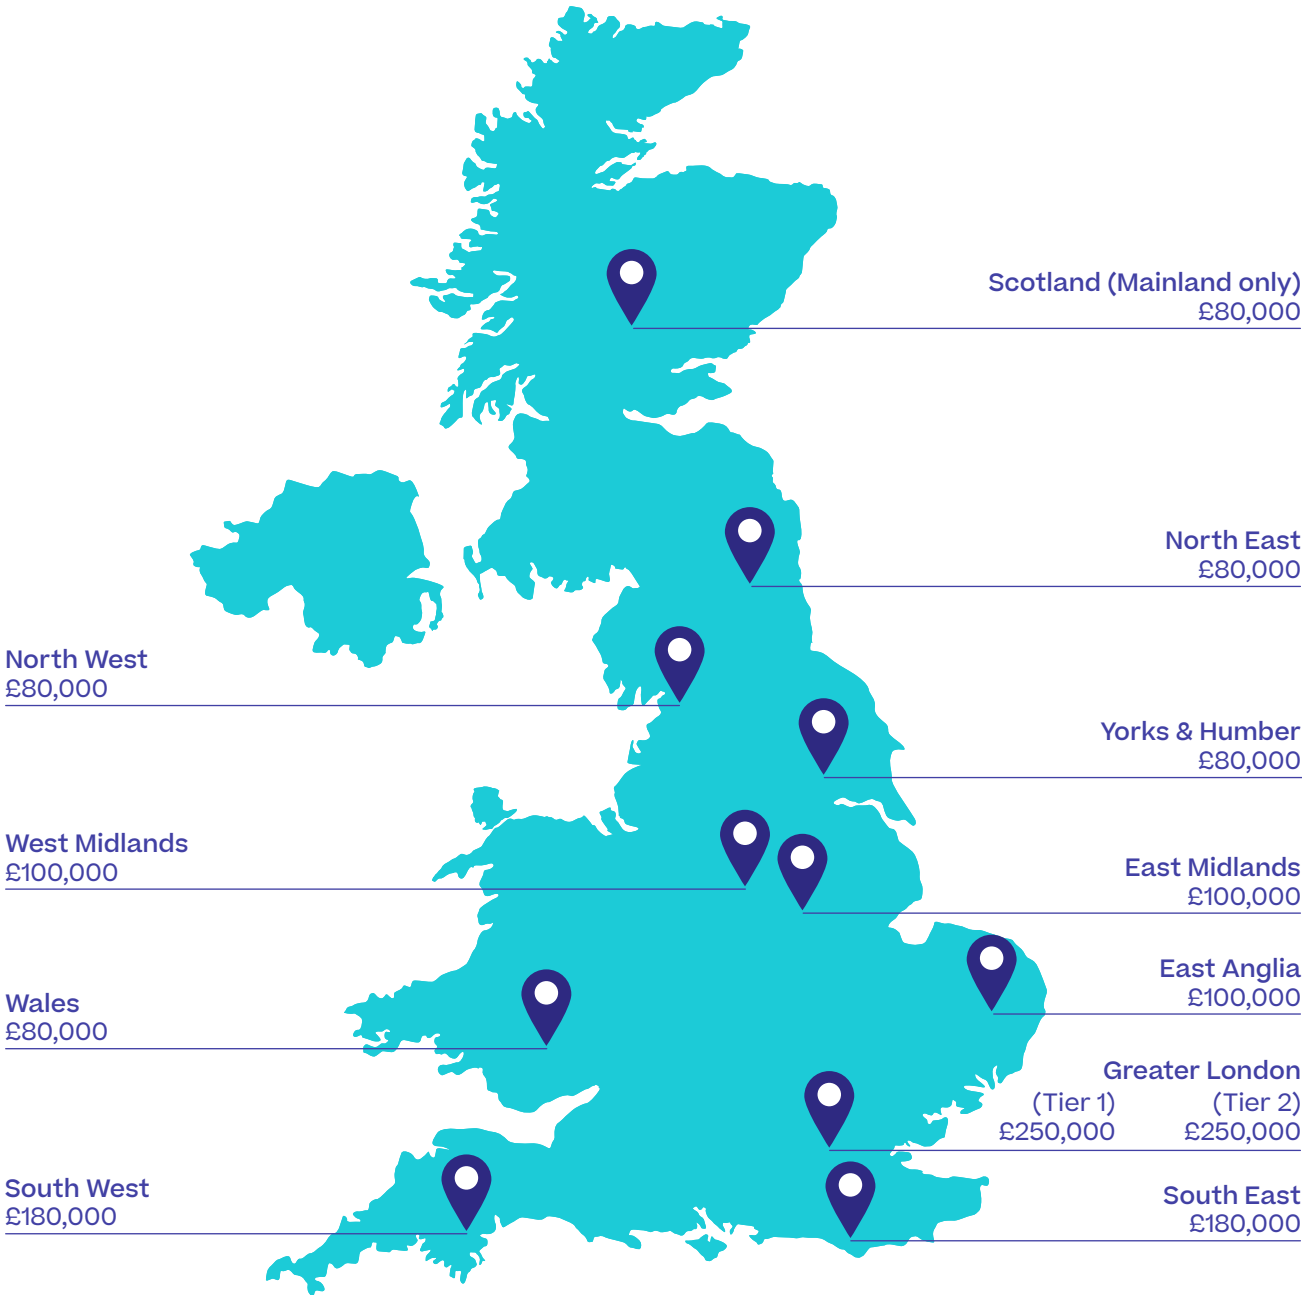 Scotland (Mainland only)
£80,000
North East
£80,000
North West
£80,000
Yorks & Humber
£80,000
West Midlands
£100,000
East Midlands
£100,000
East Anglia
£100,000
Wales
£80,000
Greater London
(Tier 1) (Tier 2)
£250,000 £250,000
South West
£180,000
South East
£180,000